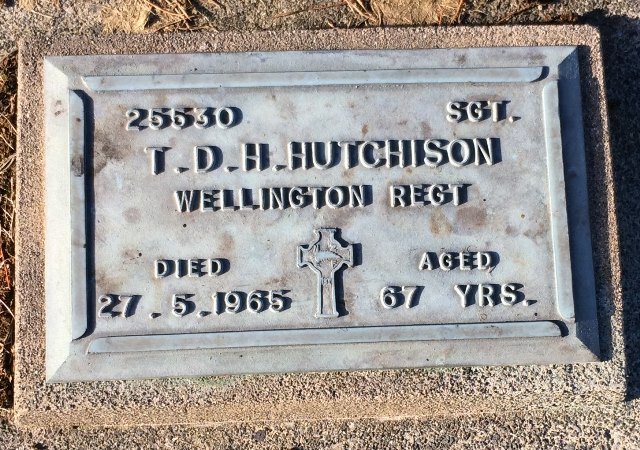 25530 SGT.
T. D. H. HUTCHISON
WELLINGTON REGT
DIED AGED
27. 5. 1965 67 YRS.